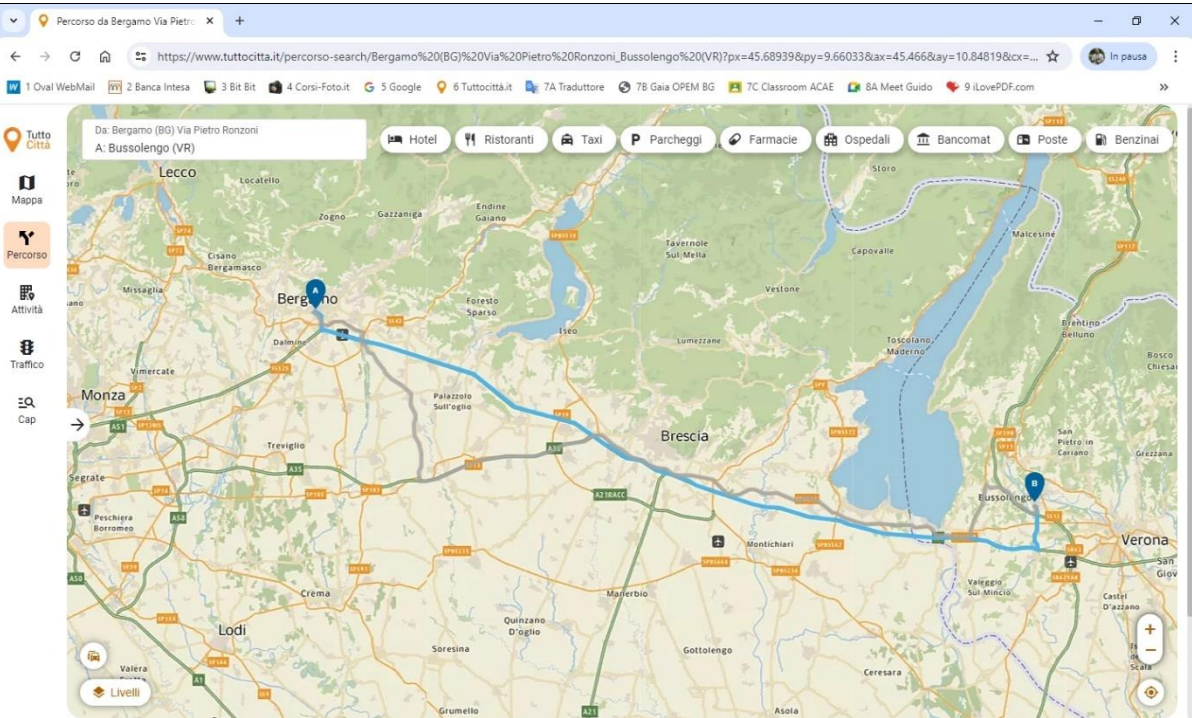 Percorso da Bergamo Via Pietro
https://www.tuttocitta.it/percorso-search/Bergamo%20(BG)%20Via%20Pietro%20Ronzoni_Bussolengo%20(VR)?px=45.68939&py=9.66033&ax=45.466&ay=10.84819&cx=...
In pausa
1 Oval WebMail 2 Banca Intesa 3 Bit Bit 4 Corsi-Foto.it G 5 Google 6 Tuttocittà.it 7A Traduttore 7B Gaia OPEM BG 7C Classroom ACAE 8A Meet Guido 9 iLovePDF.com
Tutto
Città
Mappa
Percorso
Attività
Traffico
Cap
Da: Bergamo (BG) Via Pietro Ronzoni
A: Bussolengo (VR)
Hotel Ristoranti Taxi P Parcheggi Farmacie Ospedali Bancomat Poste Benzinai
Lecco
Locatello
Storo
Zogno
Gazzaniga
Endine
Gaiano
Malcesine
Tavernole
Sul Mella
Capovalle
Cisano
Bergamasco
Missaglia
Vestone
A
Bergamo
Foresto
Sparso
Iseo
Brentino
Belluno
Dalmine
Lumezzane
Toscolano
Maderno
Bosco
Chiesa
Vimercate
Monza
Palazzolo
Sull'oglio
A51
Brescia
San
Pietro in
Cariano
Grezzana
Treviglio
A35
Segrate
B
Bussolengo
A21RACC
A58
Peschiera
Borromeo
Montichiari
Verona
San
Giov
A50
Crema
Manerbio
Valeggio
Sul Mincio
Castel
D'azzano
Lodi
Quinzano
D'oglio
Soresina
Gottolengo
Scala
Valera
Fratta
A1
Ceresara
Livelli
Grumello
A21
Asola